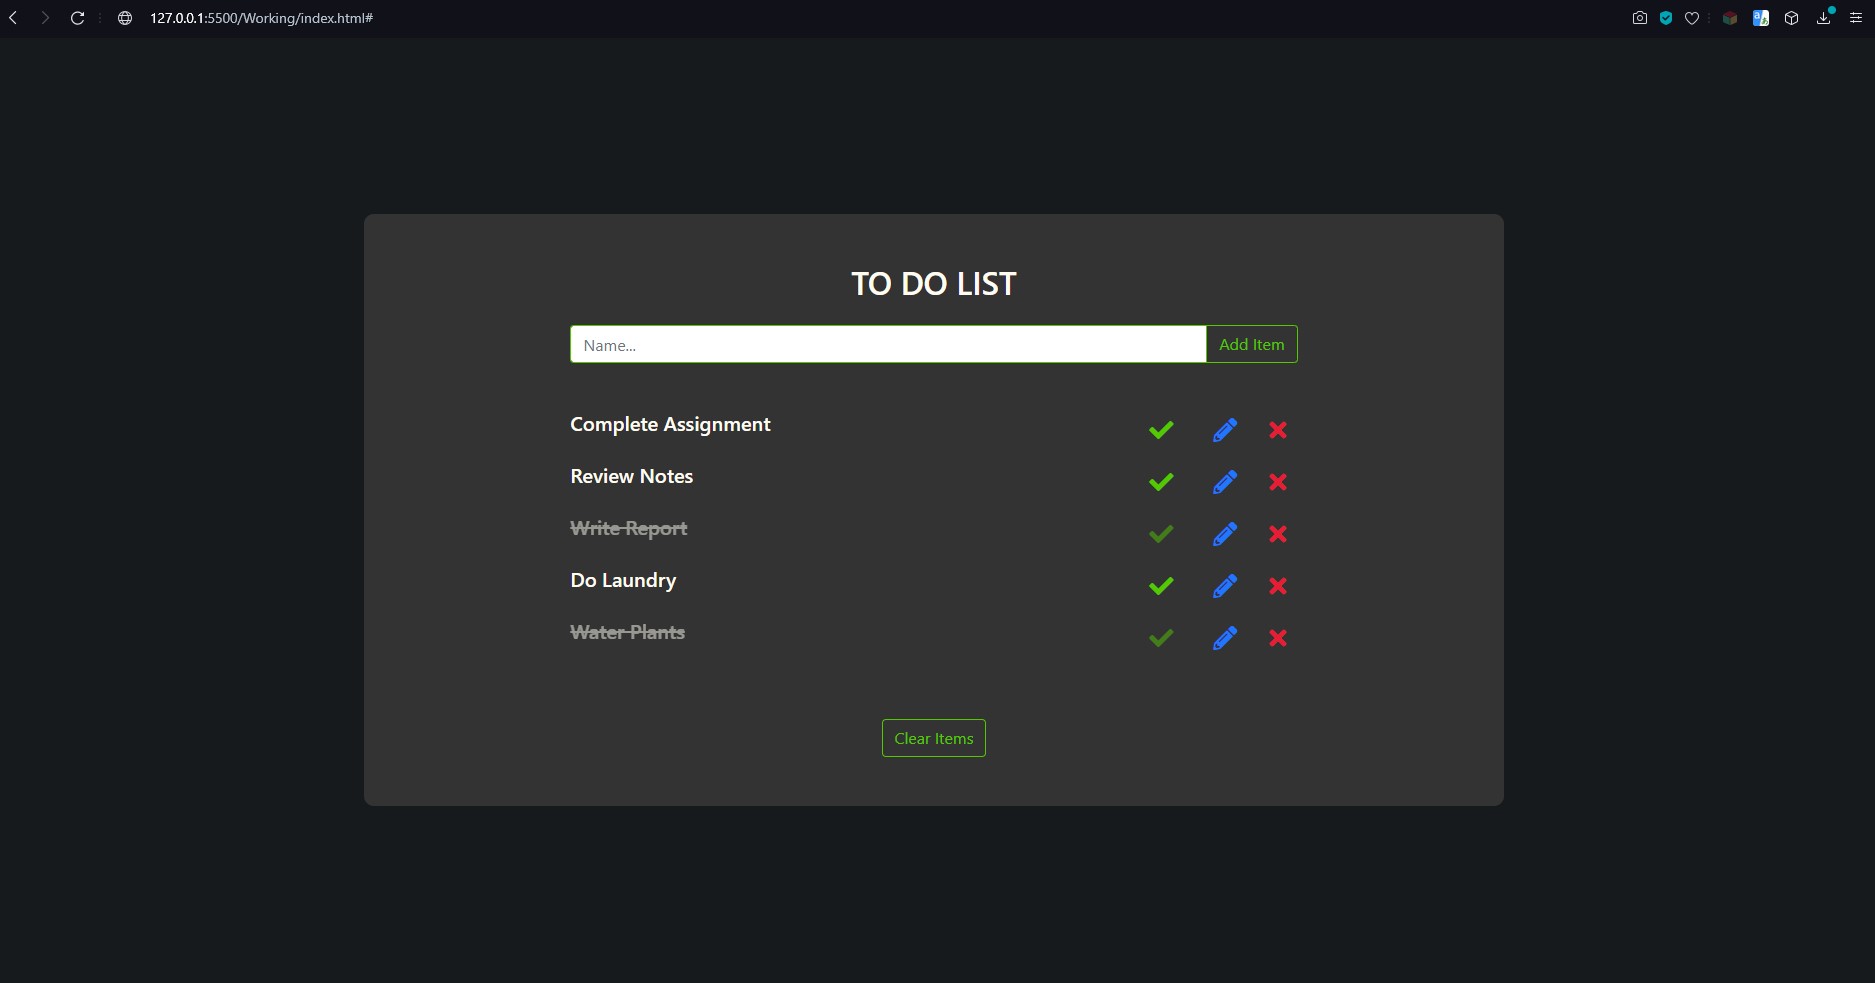 127.0.0.1:5500/Working/index.html#
TO DO LIST
Name...
Add Item
Complete Assignment
Review Notes
Write Report
Do Laundry
Water Plants
Clear Items